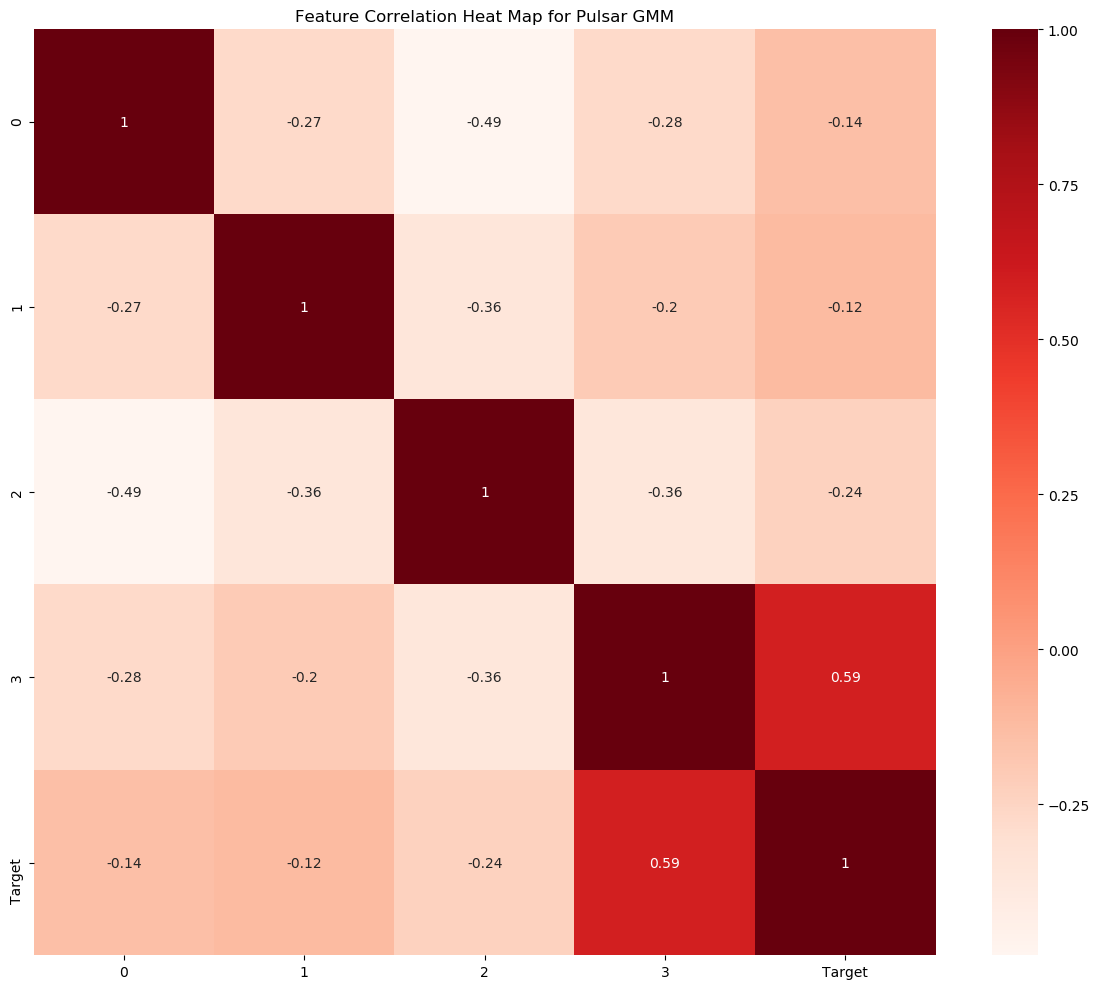 Feature Correlation Heat Map for Pulsar GMM
0 1 -0.27 -0.49 -0.28 -0.14
1 -0.27 1 -0.36 -0.2 -0.12
2 -0.49 -0.36 1 -0.36 -0.24
3 -0.28 -0.2 -0.36 1 0.59
Target -0.14 -0.12 -0.24 0.59 1
0 1 2 3 Target
1.00
0.75
0.50
0.25
0.00
−0.25